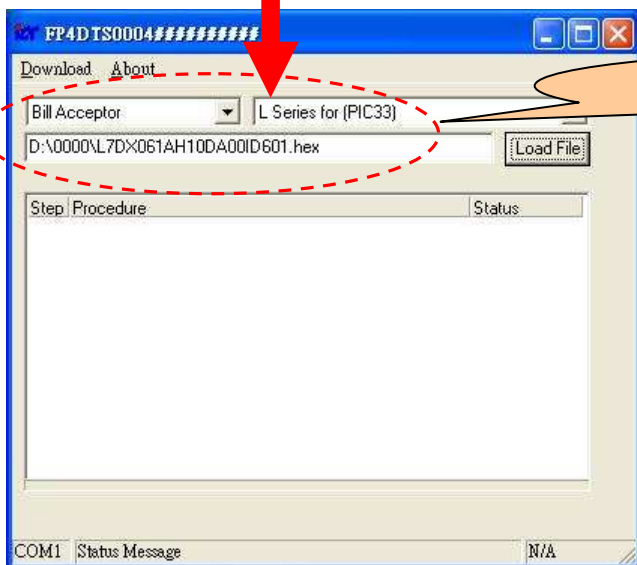 FP4DTS0004##########
Download About
Bill Acceptor L Series for (PIC33)
D:\0000\L7DX061AH10DA00ID601.hex Load File
Step Procedure Status
COM1 Status Message N/A